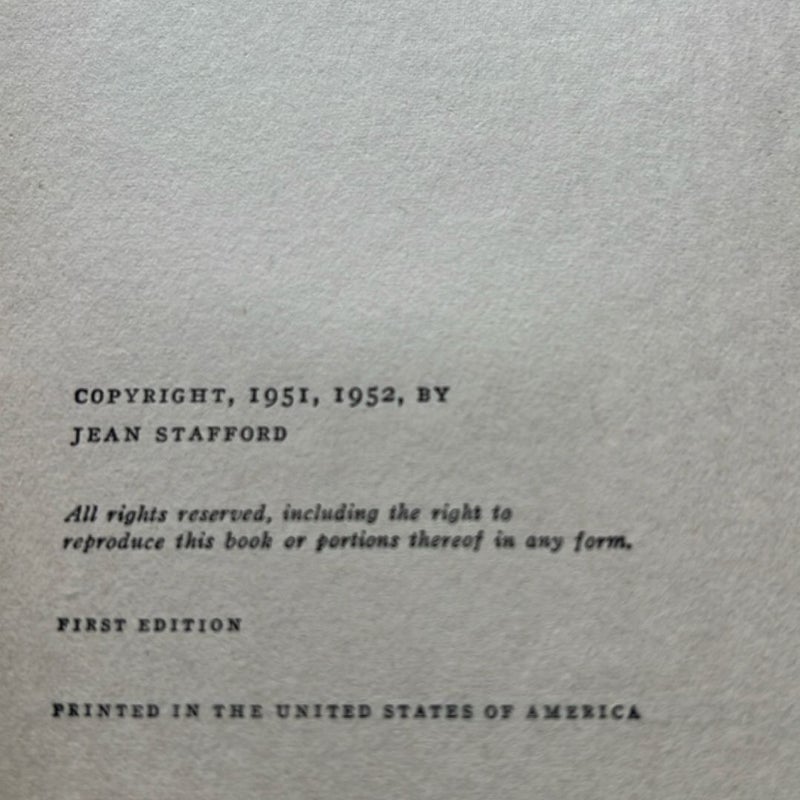 COPYRIGHT, 1951, 1952, BY
JEAN STAFFORD
All rights reserved, including the right to
reproduce this book or portions thereof in any form.
FIRST EDITION
PRINTED IN THE UNITED STATES OF AMERICA